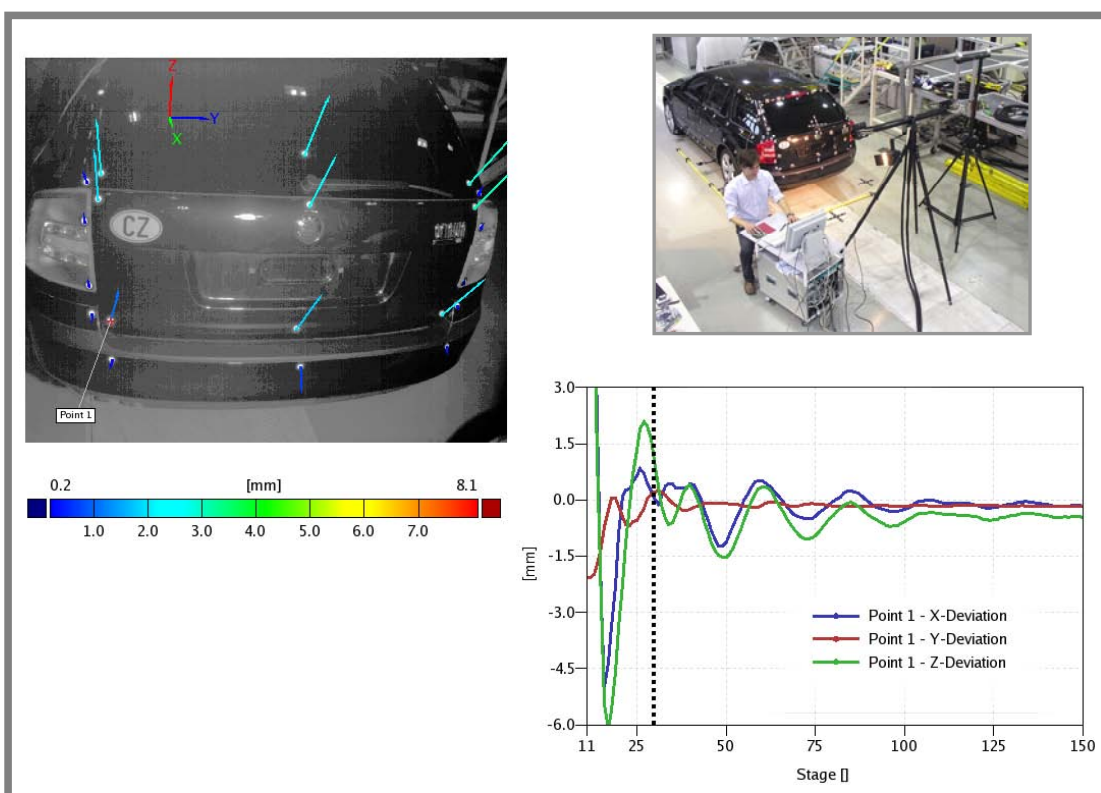 Z
Y
X
CZ
Point 1
0.2 [mm] 8.1
1.0 2.0 3.0 4.0 5.0 6.0 7.0
3.0
1.5
0.0
-1.5
-3.0
-4.5
-6.0
[mm]
Point 1 - X-Deviation
Point 1 - Y-Deviation
Point 1 - Z-Deviation
11 25 50 75 100 125 150
Stage []